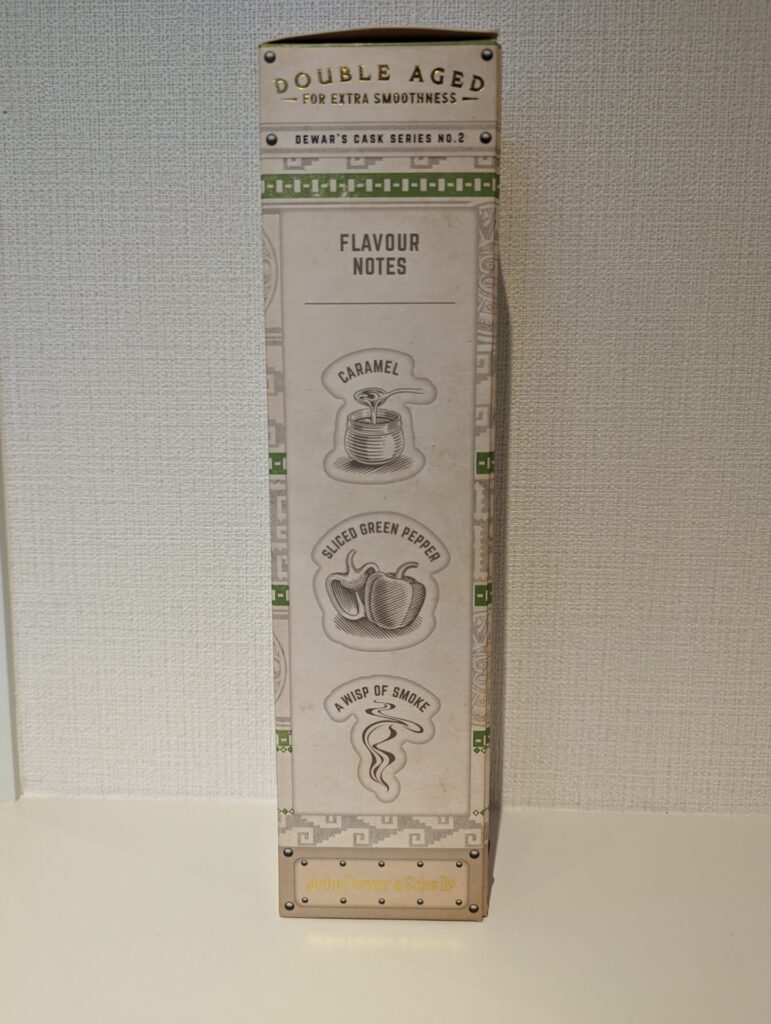 DOUBLE AGED
FOR EXTRA SMOOTHNESS
DEWAR'S CASK SERIES NO.2
FLAVOUR
NOTES
CARAMEL
SLICED GREEN PEPPER
A WISP OF SMOKE
John Dewar & Sons Ltd